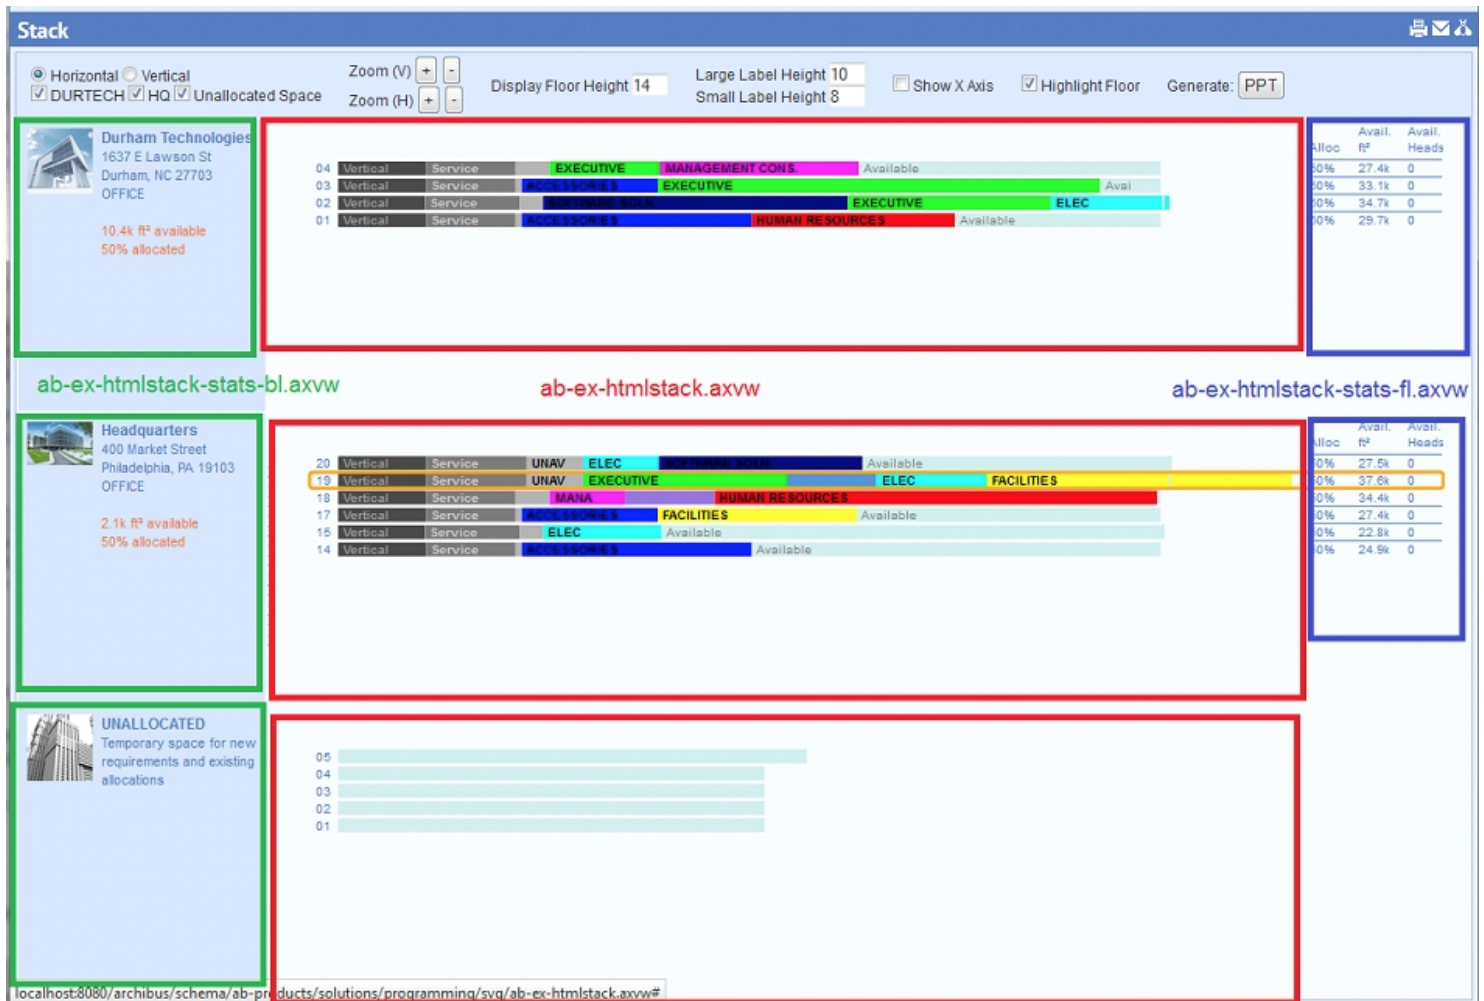 Stack
Horizontal Vertical
DURTECH HQ Unallocated Space
Zoom (V) + -
Zoom (H) + -
Display Floor Height 14
Large Label Height 10
Small Label Height 8
Show X Axis
Highlight Floor
Generate: PPT
Durham Technologies
1637 E Lawson St
Durham, NC 27703
OFFICE
10.4k ft² available
50% allocated
04 Vertical Service EXECUTIVE MANAGEMENT CONS. Available
03 Vertical Service ACCESSORIES EXECUTIVE Avai
02 Vertical Service SOFTWARE SOLN. EXECUTIVE ELEC
01 Vertical Service ACCESSORIES HUMAN RESOURCES Available
Avail. Avail.
Alloc ft² Heads
50% 27.4k 0
50% 33.1k 0
50% 34.7k 0
50% 29.7k 0
ab-ex-htmlstack-stats-bl.axvw
ab-ex-htmlstack.axvw
ab-ex-htmlstack-stats-fl.axvw
Headquarters
400 Market Street
Philadelphia, PA 19103
OFFICE
2.1k ft² available
50% allocated
20 Vertical Service UNAV ELEC SOFTWARE SOLN. Available
19 Vertical Service UNAV EXECUTIVE ELEC FACILITIES
18 Vertical Service MANA HUMAN RESOURCES
17 Vertical Service ACCESSORIES FACILITIES Available
15 Vertical Service ELEC Available
14 Vertical Service ACCESSORIES Available
Avail. Avail.
Alloc ft² Heads
50% 27.5k 0
50% 37.6k 0
50% 34.4k 0
50% 27.4k 0
50% 22.8k 0
50% 24.9k 0
UNALLOCATED
Temporary space for new
requirements and existing
allocations
05
04
03
02
01
localhost:8080/archibus/schema/ab-products/solutions/programming/svg/ab-ex-htmlstack.axvw#